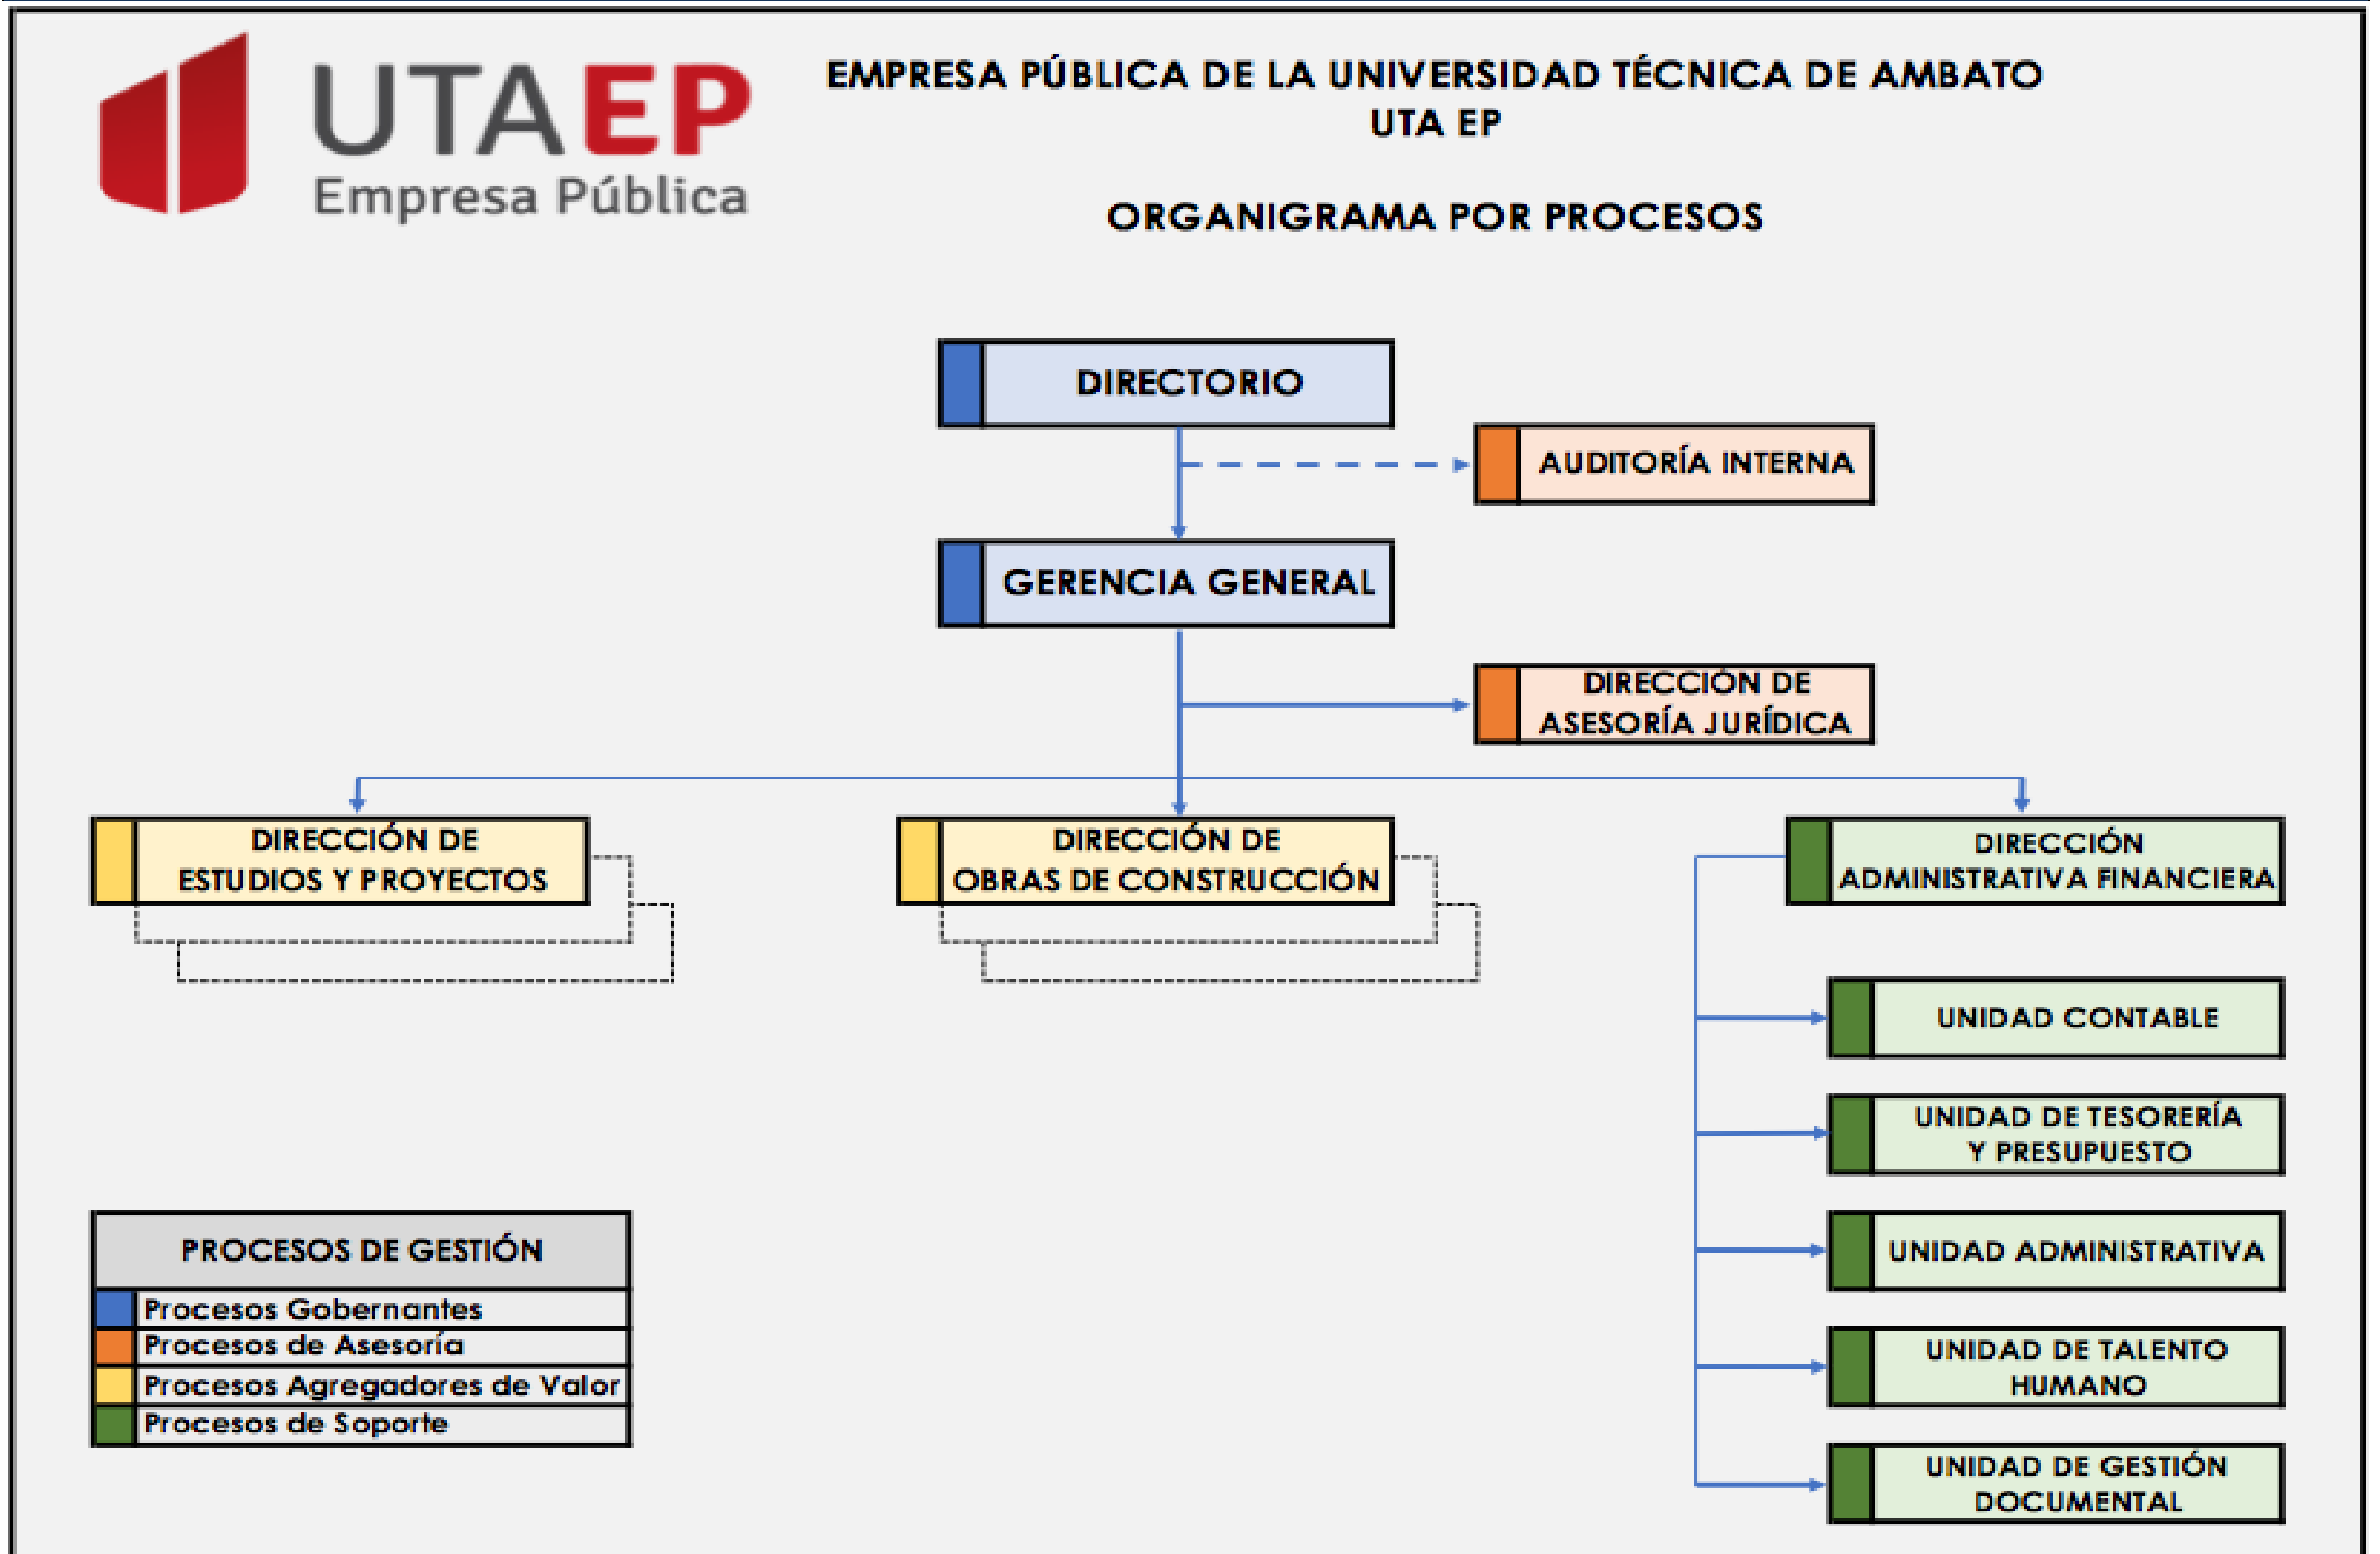 UTAEP
Empresa Pública
EMPRESA PÚBLICA DE LA UNIVERSIDAD TÉCNICA DE AMBATO
UTA EP
ORGANIGRAMA POR PROCESOS
DIRECTORIO
AUDITORÍA INTERNA
GERENCIA GENERAL
DIRECCIÓN DE
ASESORÍA JURÍDICA
DIRECCIÓN DE
ESTUDIOS Y PROYECTOS
DIRECCIÓN DE
OBRAS DE CONSTRUCCIÓN
DIRECCIÓN
ADMINISTRATIVA FINANCIERA
UNIDAD CONTABLE
UNIDAD DE TESORERÍA
Y PRESUPUESTO
UNIDAD ADMINISTRATIVA
UNIDAD DE TALENTO
HUMANO
UNIDAD DE GESTIÓN
DOCUMENTAL
PROCESOS DE GESTIÓN
Procesos Gobernantes
Procesos de Asesoría
Procesos Agregadores de Valor
Procesos de Soporte